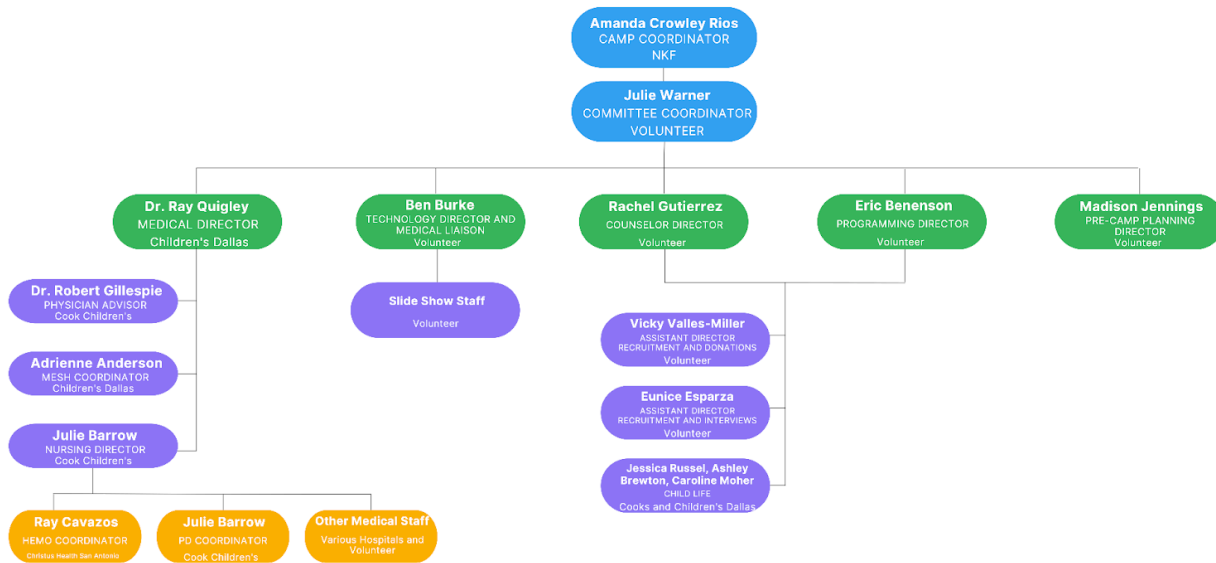 Amanda Crowley Rios
CAMP COORDINATOR
NKF
Julie Warner
COMMITTEE COORDINATOR
VOLUNTEER
Dr. Ray Quigley
MEDICAL DIRECTOR
Children's Dallas
Ben Burke
TECHNOLOGY DIRECTOR AND
MEDICAL LIAISON
Volunteer
Rachel Gutierrez
COUNSELOR DIRECTOR
Volunteer
Eric Benenson
PROGRAMMING DIRECTOR
Volunteer
Madison Jennings
PRE-CAMP PLANNING
DIRECTOR
Volunteer
Dr. Robert Gillespie
PHYSICIAN ADVISOR
Cook Children's
Adrienne Anderson
MESH COORDINATOR
Children's Dallas
Julie Barrow
NURSING DIRECTOR
Cook Children's
Slide Show Staff
Volunteer
Vicky Valles-Miller
ASSISTANT DIRECTOR
RECRUITMENT AND DONATIONS
Volunteer
Eunice Esparza
ASSISTANT DIRECTOR
RECRUITMENT AND INTERVIEWS
Volunteer
Jessica Russel, Ashley
Brewton, Caroline Moher
CHILD LIFE
Cooks and Children's Dallas
Ray Cavazos
HEMO COORDINATOR
Christus Health San Antonio
Julie Barrow
PD COORDINATOR
Cook Children's
Other Medical Staff
Various Hospitals and
Volunteer